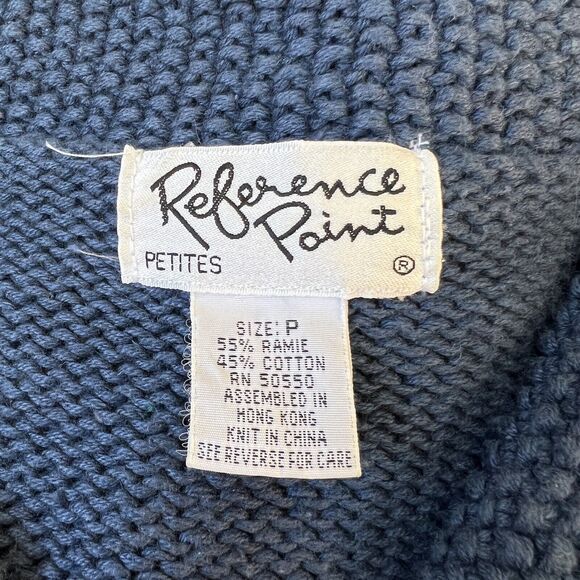 Reference
Point
PETITES ®
SIZE: P
55% RAMIE
45% COTTON
RN 50550
ASSEMBLED IN
HONG KONG
KNIT IN CHINA
SEE REVERSE FOR CARE